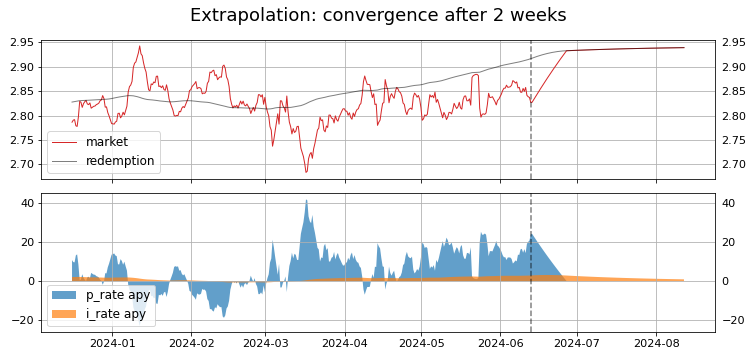 Extrapolation: convergence after 2 weeks
2.95 2.95
2.90 2.90
2.85 2.85
2.80 2.80
2.75 2.75
2.70 2.70
market
redemption
40 40
20 20
0 0
−20 −20
p_rate apy
i_rate apy
2024-01 2024-02 2024-03 2024-04 2024-05 2024-06 2024-07 2024-08